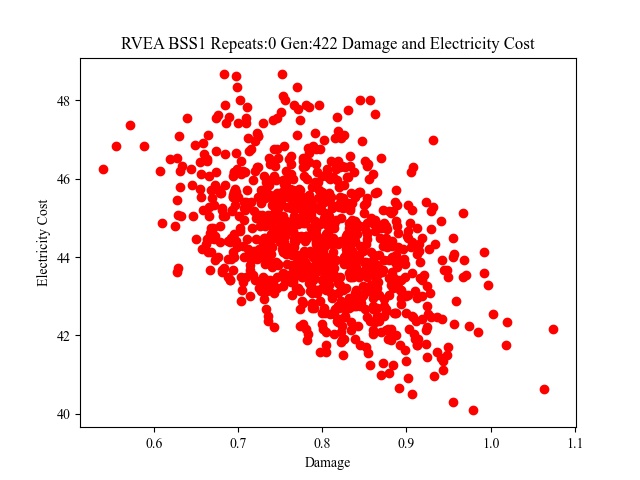 RVEA BSS1 Repeats:0 Gen:422 Damage and Electricity Cost
48
46
44
42
40
Electricity Cost
0.6 0.7 0.8 0.9 1.0 1.1
Damage